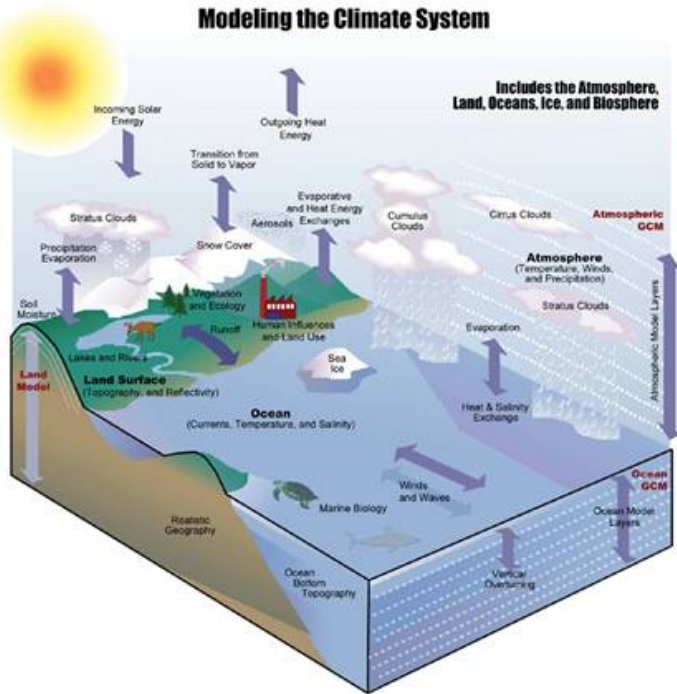 Modeling the Climate System
Includes the Atmosphere,
Land, Oceans, Ice, and Biosphere
Incoming Solar
Energy
Outgoing Heat
Energy
Transition from
Solid to Vapor
Evaporative
and Heat Energy
Exchanges
Stratus Clouds
Aerosols
Snow Cover
Cumulus
Clouds
Cirrus Clouds
Atmospheric
GCM
Precipitation
Evaporation
Atmosphere
(Temperature, Winds,
and Precipitation)
Stratus Clouds
Atmospheric Model Layers
Soil
Moisture
Vegetation
and Ecology
Human Influences
and Land Use
Runoff
Lakes and Rivers
Evaporation
Sea
Ice
Land
Model
Land Surface
(Topography, and Reflectivity)
Heat & Salinity
Exchange
Ocean
(Currents, Temperature, and Salinity)
Ocean
GCM
Winds
and Waves
Marine Biology
Ocean Model
Layers
Realistic
Geography
Ocean
Bottom
Topography
Vertical
Overturning